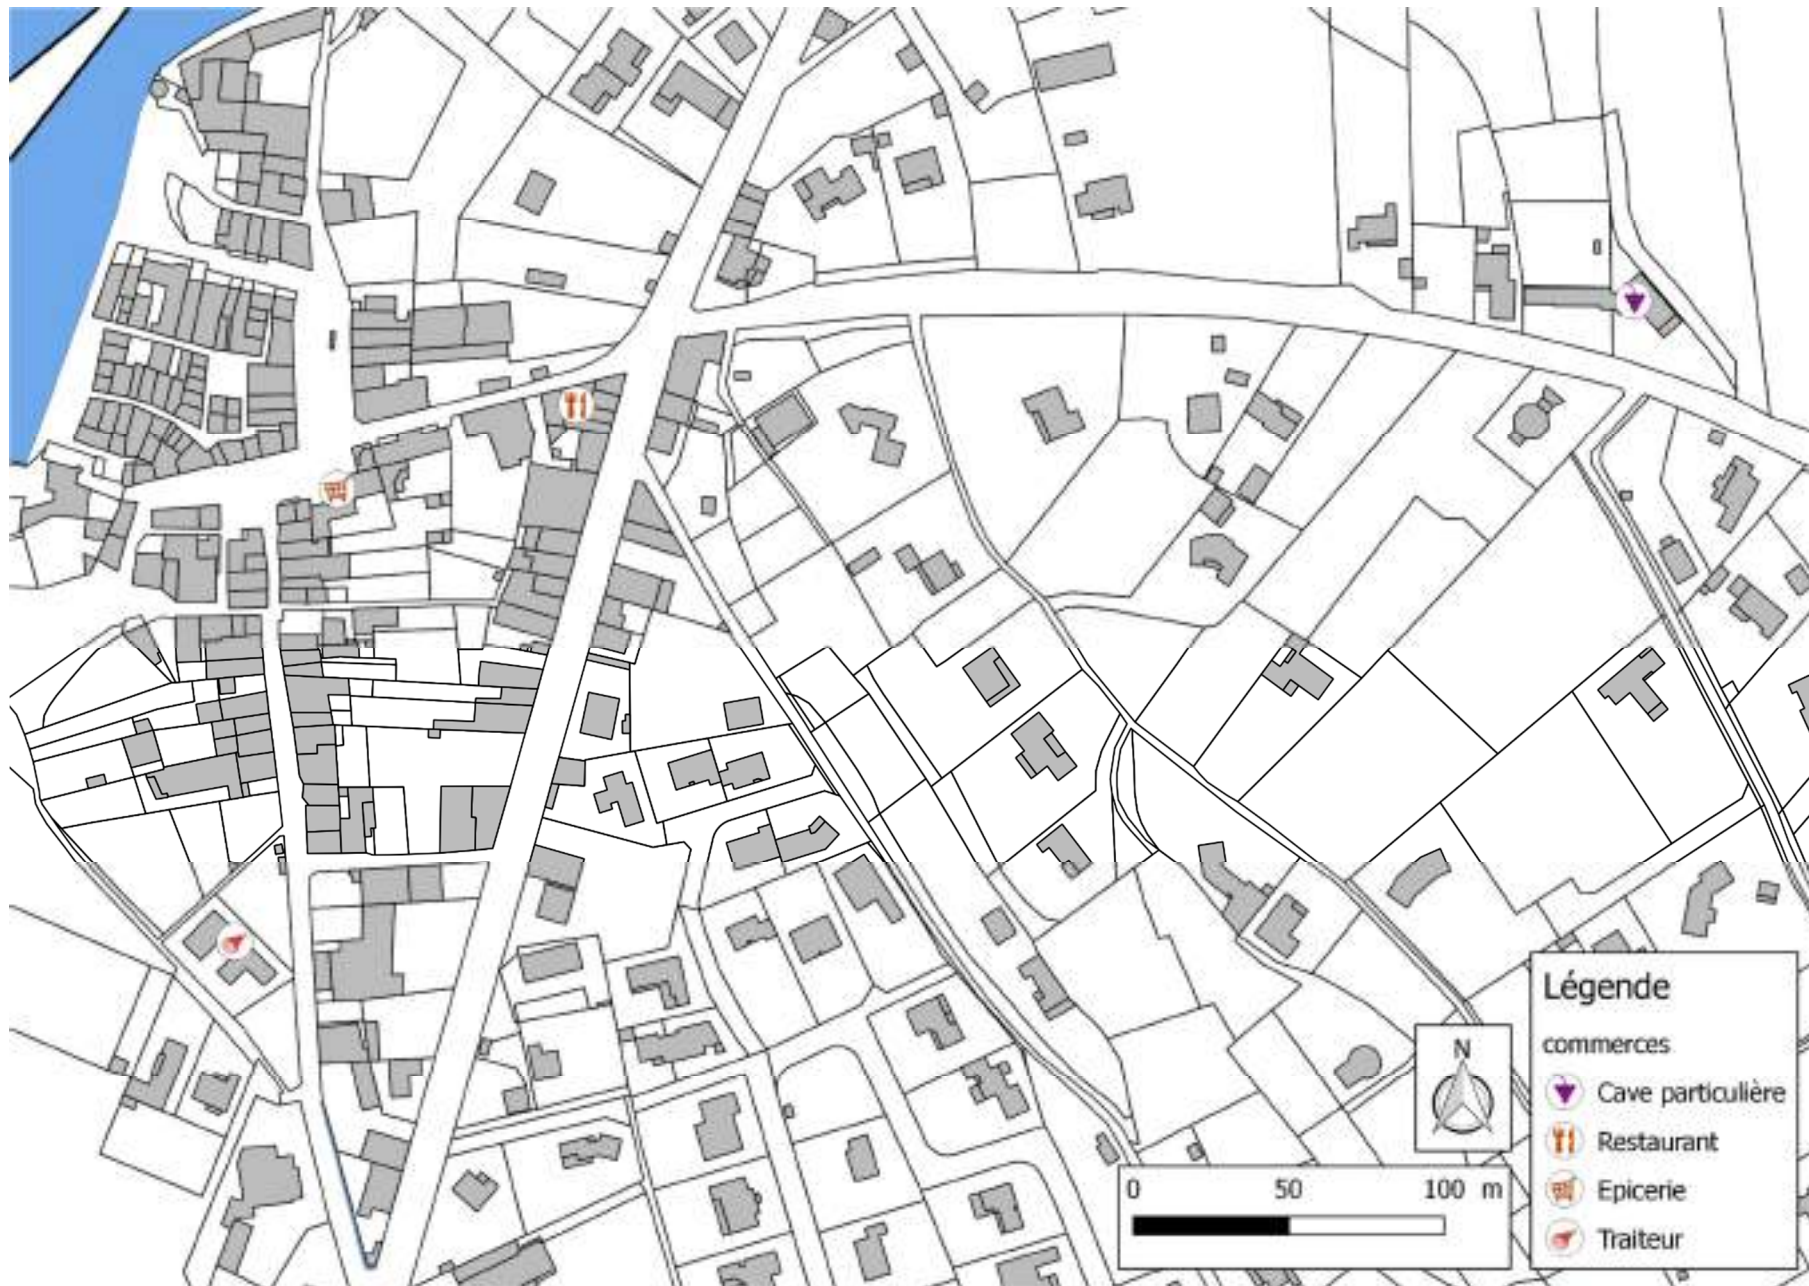 Légende
commerces
Cave particulière
Restaurant
Epicerie
Traiteur
N
0 50 100 m